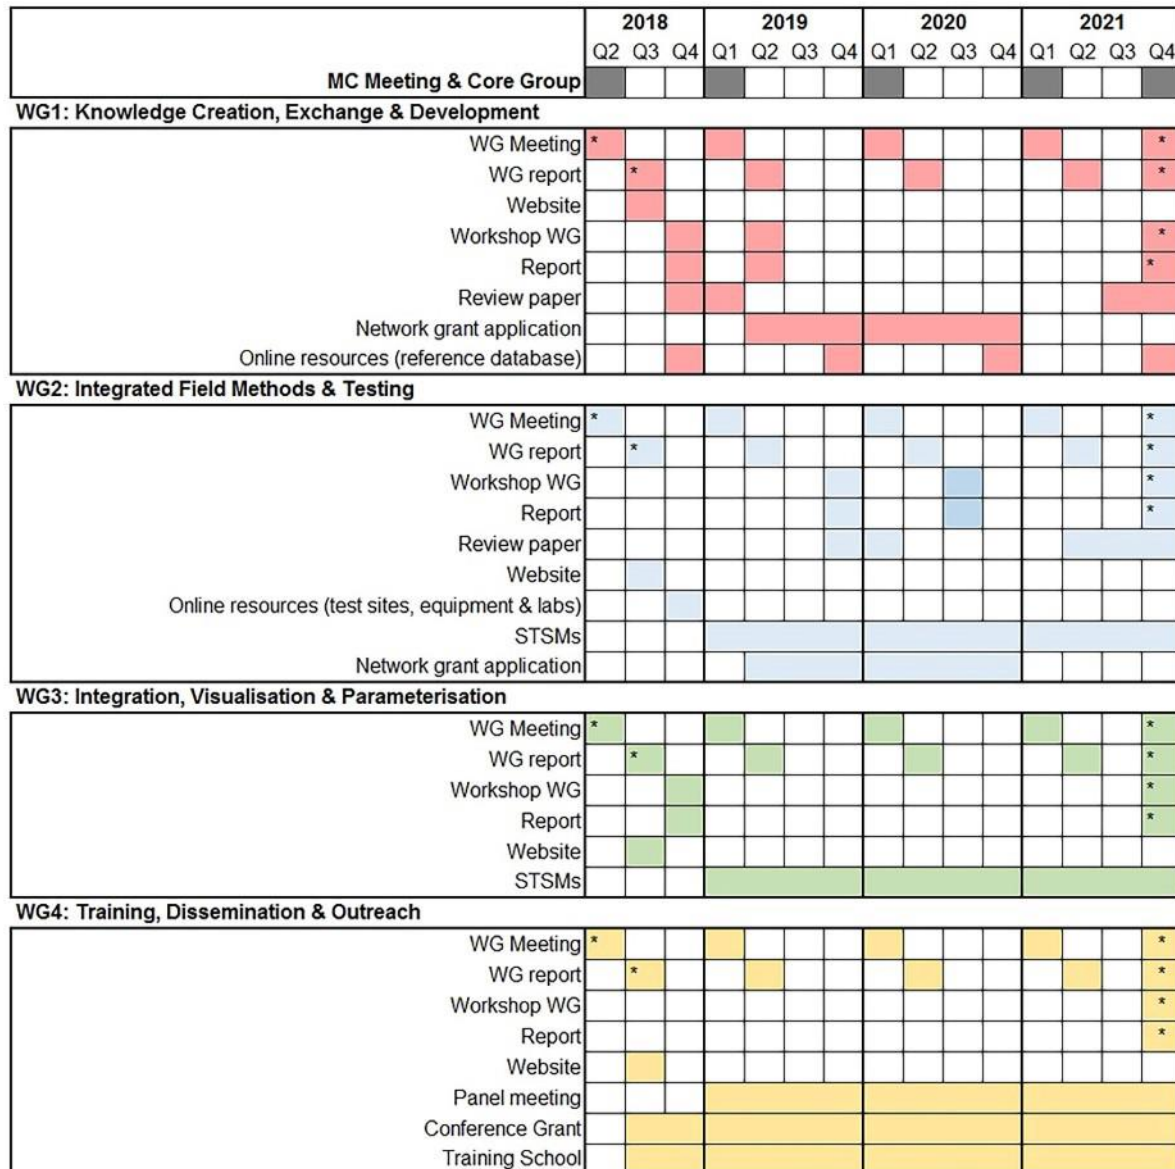 2018 2019 2020 2021
Q2 Q3 Q4 Q1 Q2 Q3 Q4 Q1 Q2 Q3 Q4 Q1 Q2 Q3 Q4
MC Meeting & Core Group
WG1: Knowledge Creation, Exchange & Development
WG Meeting * *
WG report * *
Website
Workshop WG *
Report *
Review paper
Network grant application
Online resources (reference database)
WG2: Integrated Field Methods & Testing
WG Meeting * *
WG report * *
Workshop WG *
Report *
Review paper
Website
Online resources (test sites, equipment & labs)
STSMs
Network grant application
WG3: Integration, Visualisation & Parameterisation
WG Meeting * *
WG report * *
Workshop WG *
Report *
Website
STSMs
WG4: Training, Dissemination & Outreach
WG Meeting * *
WG report * *
Workshop WG *
Report *
Website
Panel meeting
Conference Grant
Training School